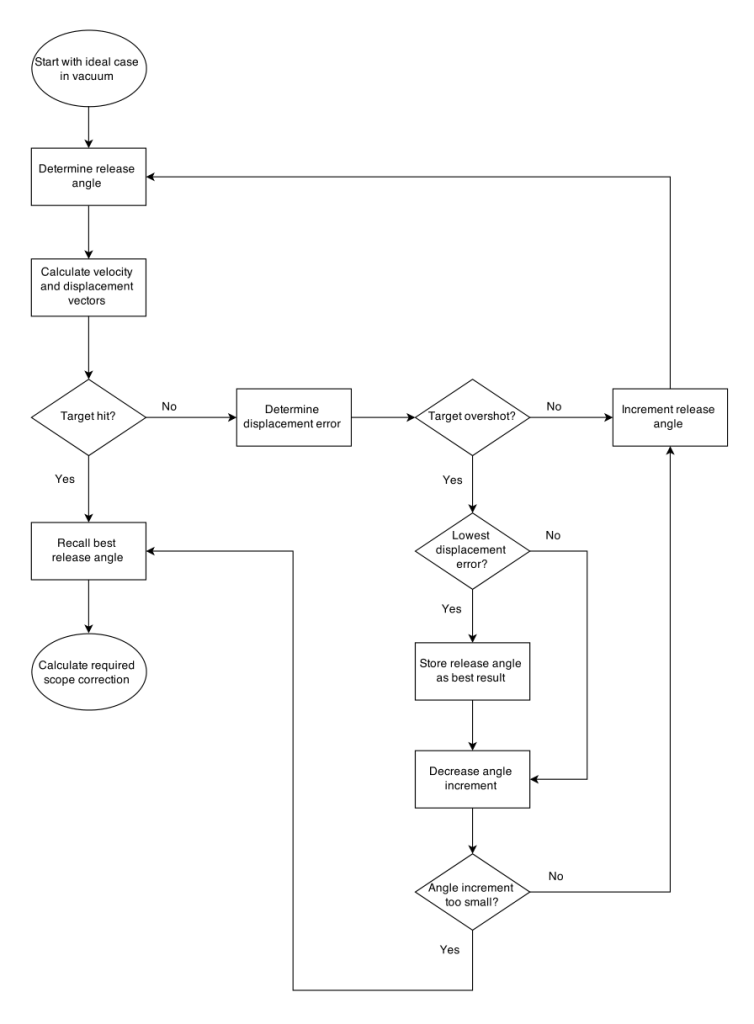 Start with ideal case
in vacuum
Determine release
angle
Calculate velocity
and displacement
vectors
Target hit?
No
Determine
displacement error
Target overshot?
No
Increment release
angle
Yes
Yes
Recall best
release angle
Lowest
displacement
error?
No
Yes
Calculate required
scope correction
Store release angle
as best result
Decrease angle
increment
Angle increment
too small?
No
Yes